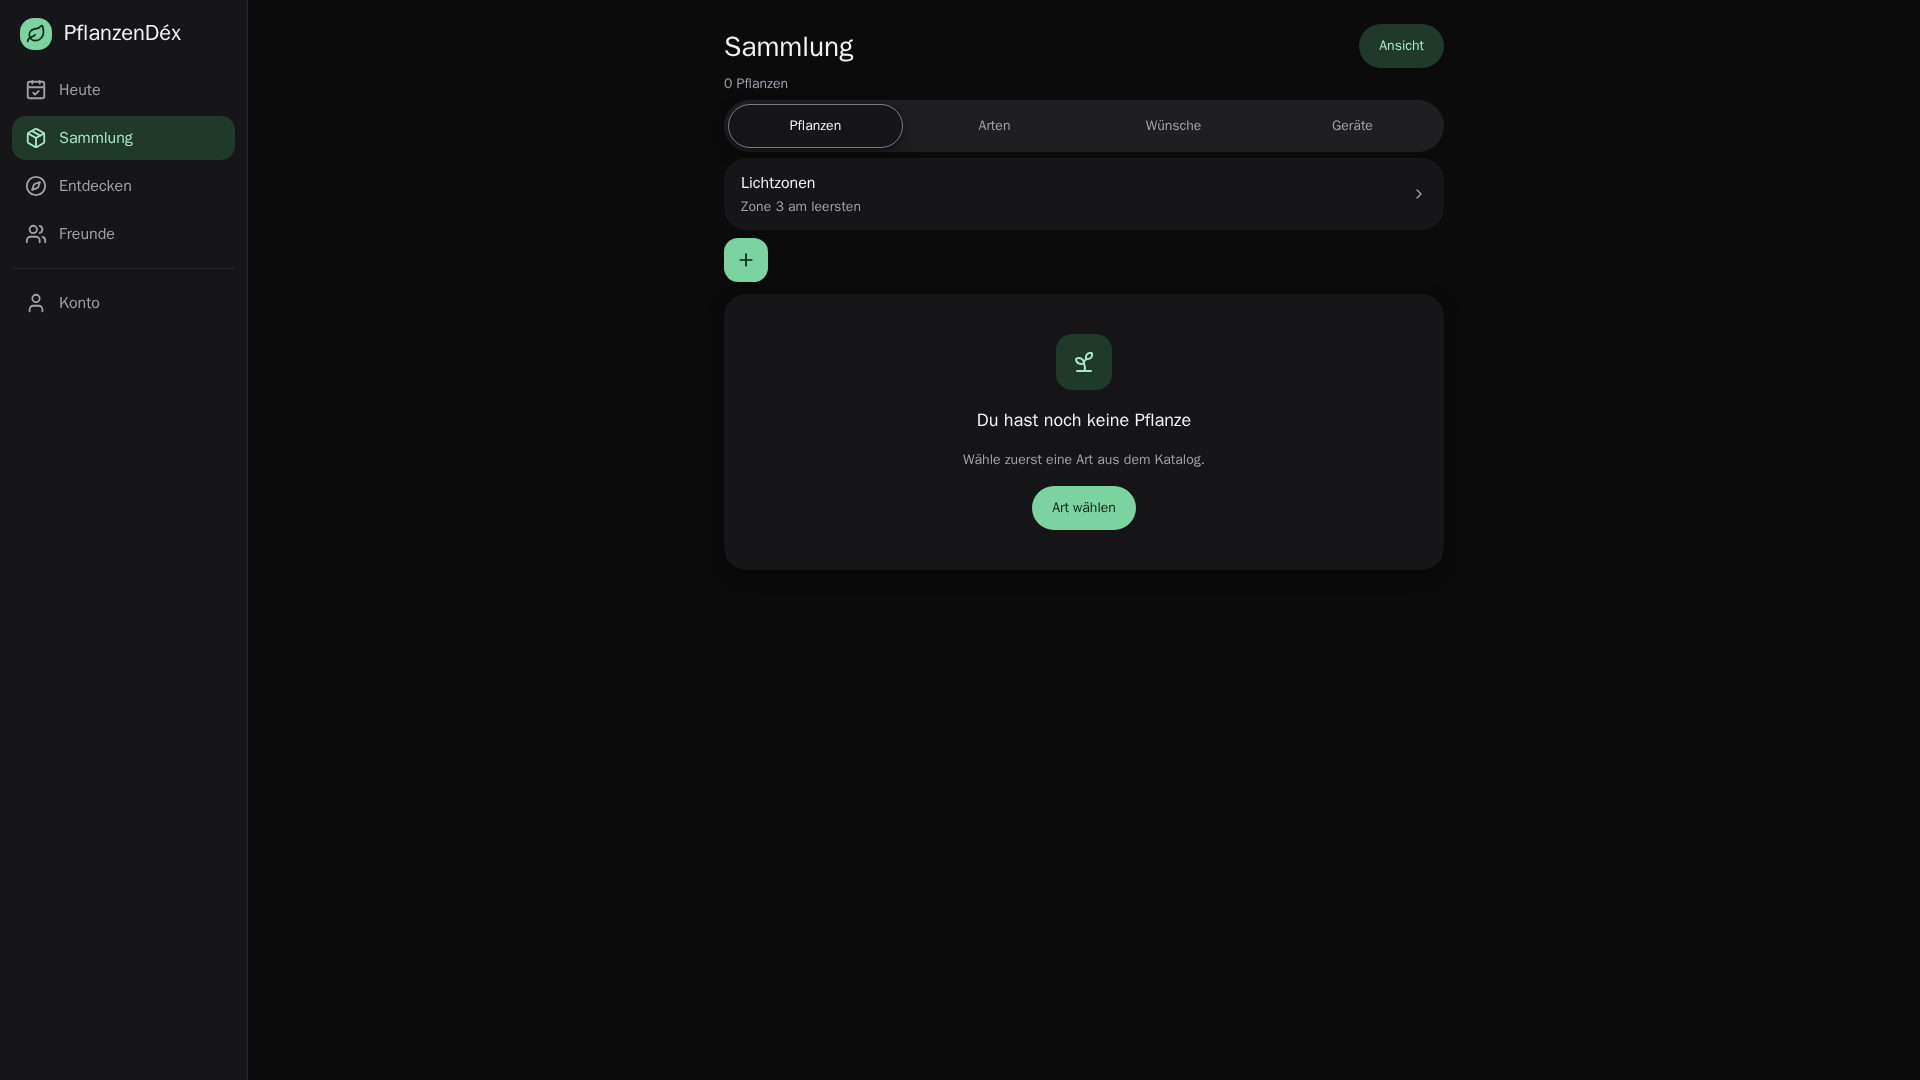 PflanzenDéx
Heute
Sammlung
Entdecken
Freunde
Konto
Sammlung
Ansicht
0 Pflanzen
Pflanzen
Arten
Wünsche
Geräte
Lichtzonen
Zone 3 am leersten
Du hast noch keine Pflanze
Wähle zuerst eine Art aus dem Katalog.
Art wählen